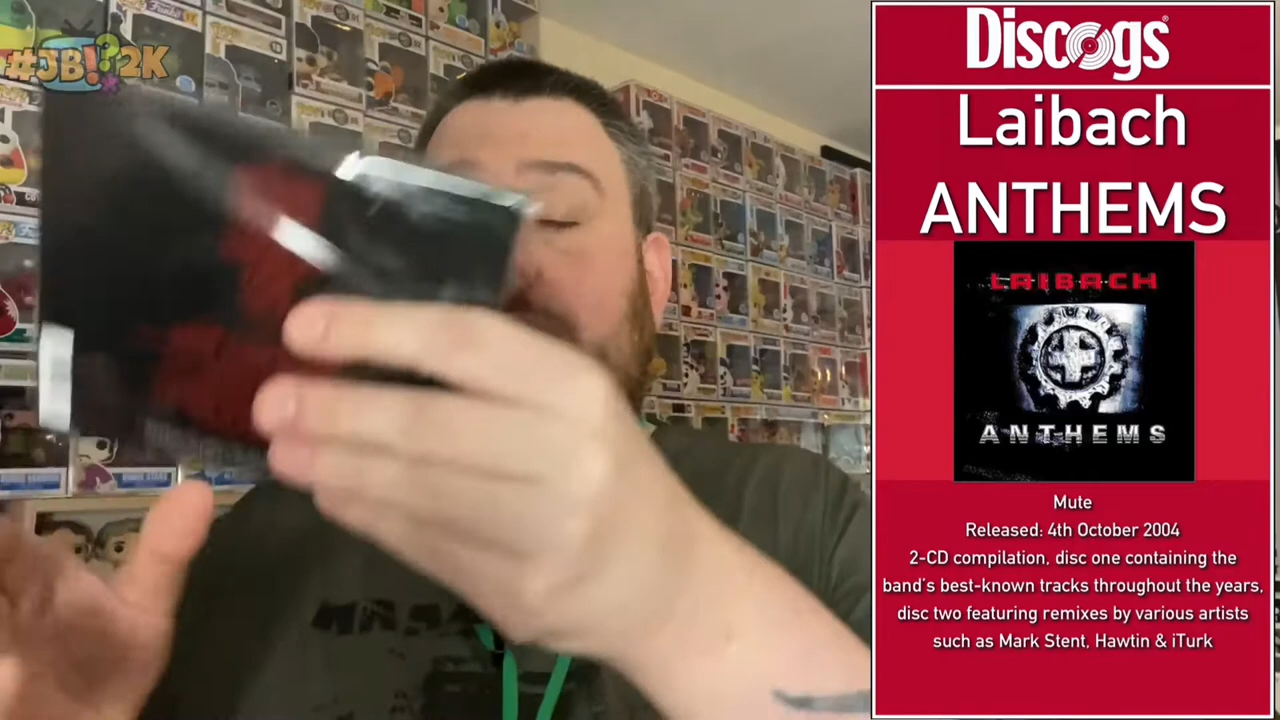 #JB!?2K
Discogs
Laibach
ANTHEMS
LAIBACH
ANTHEMS
Mute
Released: 4th October 2004
2-CD compilation, disc one containing the
band's best-known tracks throughout the years,
disc two featuring remixes by various artists
such as Mark Stent, Hawtin & iTurk